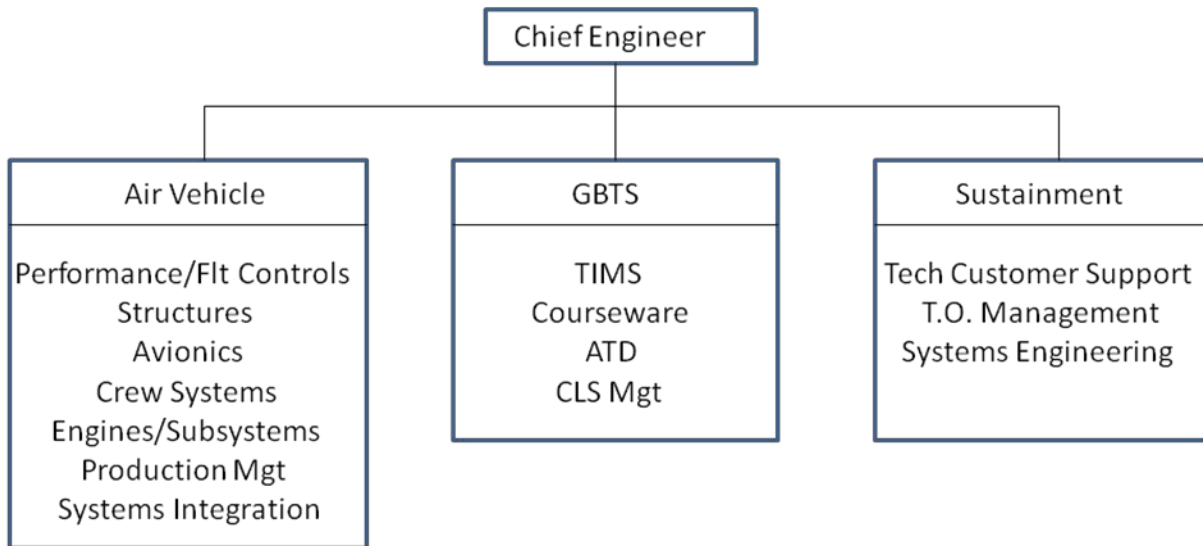 Chief Engineer
Air Vehicle
Performance/Flt Controls
Structures
Avionics
Crew Systems
Engines/Subsystems
Production Mgt
Systems Integration
GBTS
TIMS
Courseware
ATD
CLS Mgt
Sustainment
Tech Customer Support
T.O. Management
Systems Engineering